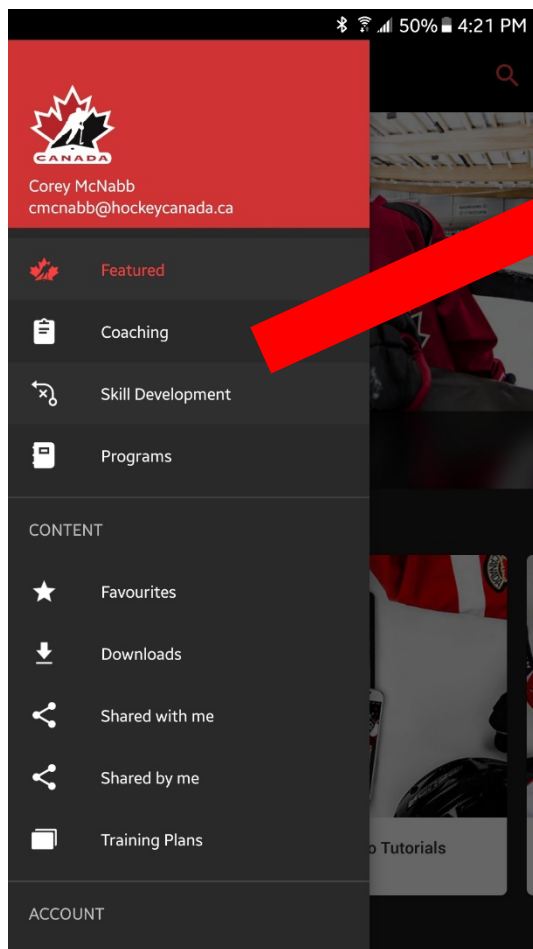 50% 4:21 PM
CANADA
Corey McNabb
cmcnabb@hockeycanada.ca
Featured
Coaching
Skill Development
Programs
CONTENT
Favourites
Downloads
Shared with me
Shared by me
Training Plans
Tutorials
ACCOUNT